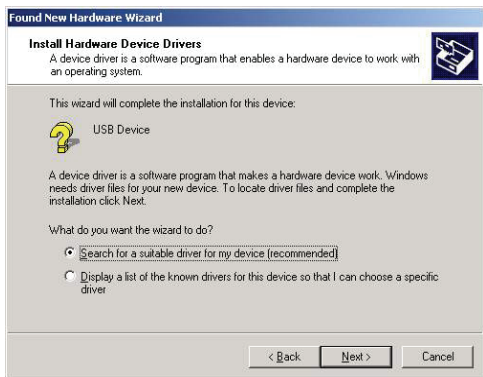 Found New Hardware Wizard
Install Hardware Device Drivers
A device driver is a software program that enables a hardware device to work with
an operating system.
This wizard will complete the installation for this device:
USB Device
A device driver is a software program that makes a hardware device work. Windows
needs driver files for your new device. To locate driver files and complete the
installation click Next.
What do you want the wizard to do?
Search for a suitable driver for my device (recommended)
Display a list of the known drivers for this device so that I can choose a specific
driver
< Back
Next >
Cancel